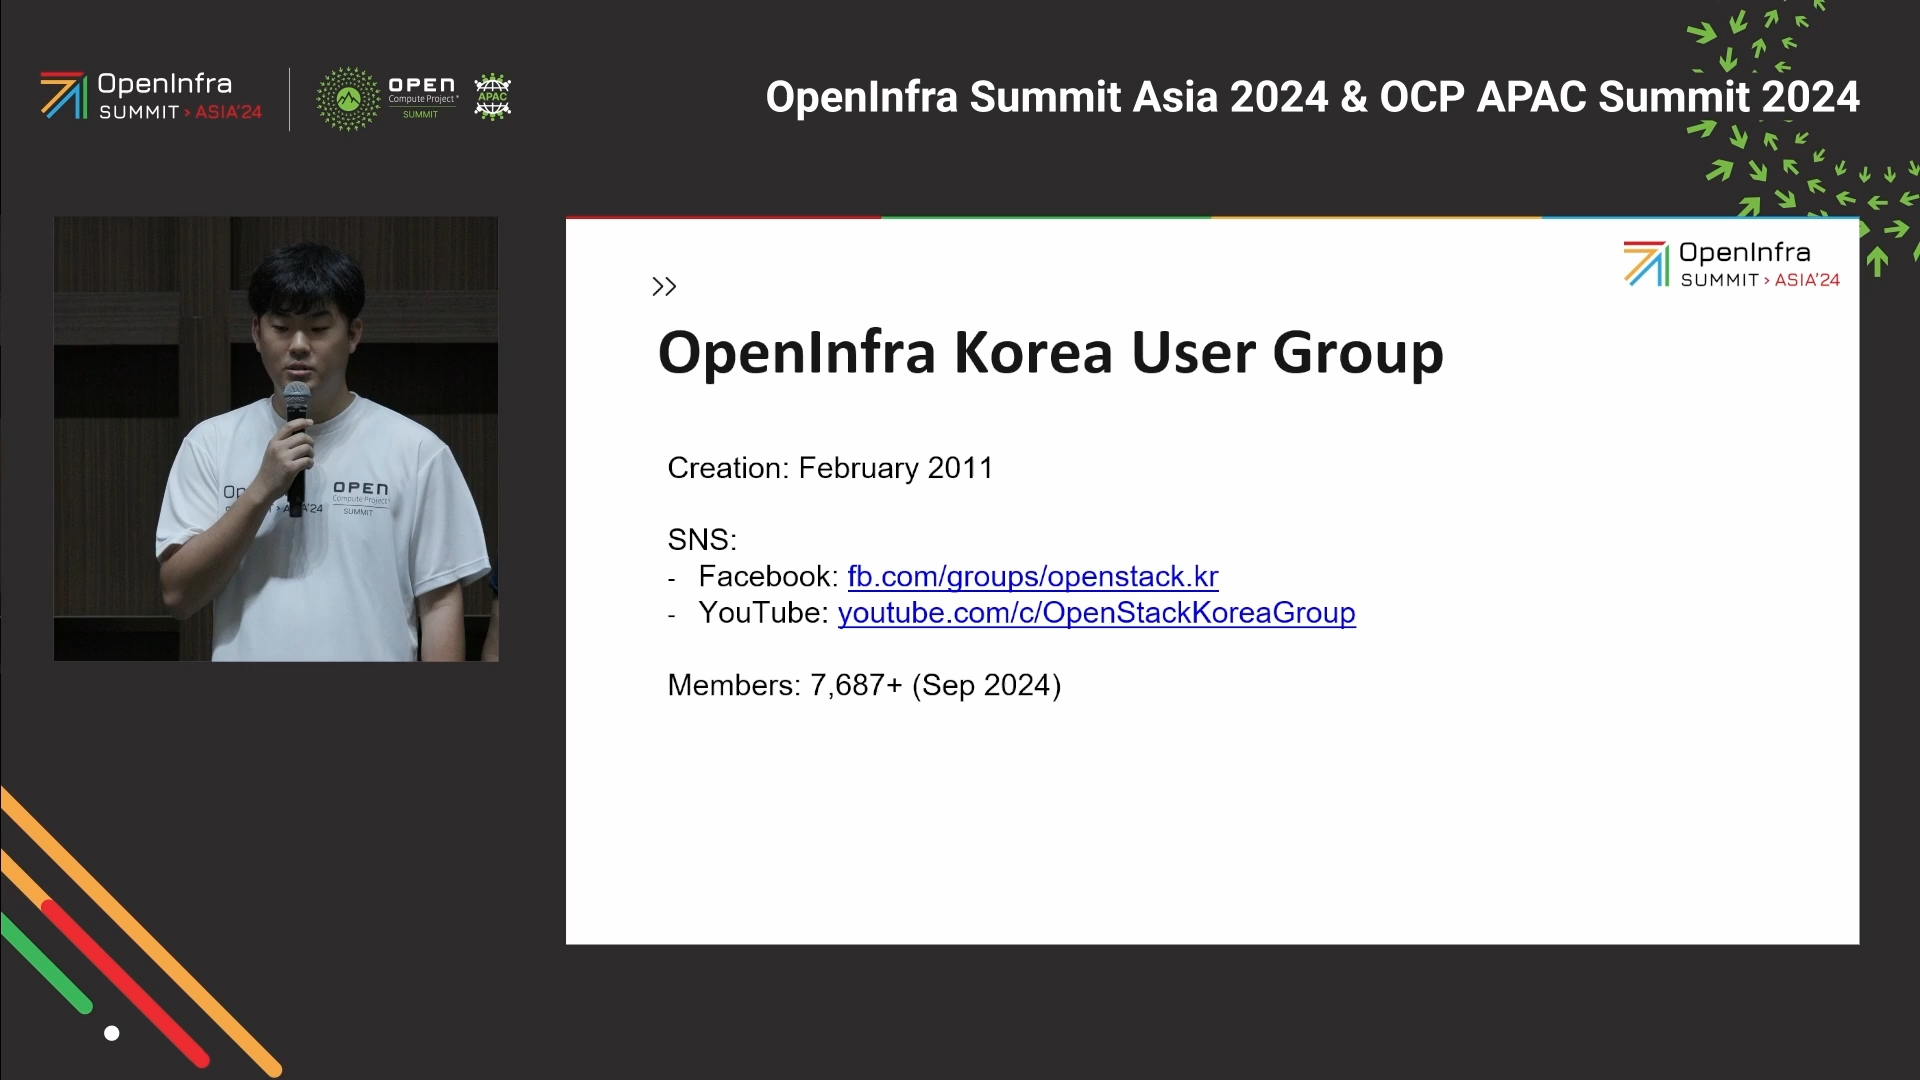 OpenInfra
SUMMIT > ASIA'24
OPEN
Compute Project®
SUMMIT
APAC
OpenInfra Summit Asia 2024 & OCP APAC Summit 2024
OPEN
Compute Project®
SUMMIT
OpenInfra
SUMMIT > ASIA'24
>>
OpenInfra Korea User Group
Creation: February 2011
SNS:
- Facebook: fb.com/groups/openstack.kr
- YouTube: youtube.com/c/OpenStackKoreaGroup
Members: 7,687+ (Sep 2024)